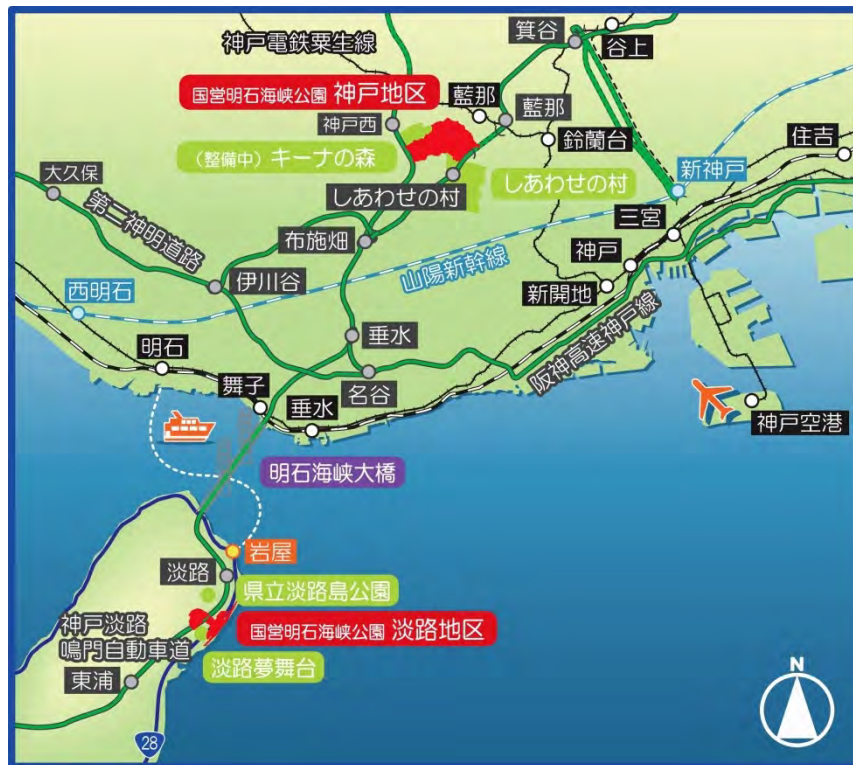 神戸電鉄粟生線
箕谷
谷上
国営明石海峡公園 神戸地区
藍那
神戸西
藍那
住吉
(整備中) キーナの森
鈴蘭台
大久保
しあわせの村
しあわせの村
新神戸
第二神明道路
三宮
布施畑
神戸
伊川谷
山陽新幹線
新開地
西明石
阪神高速神戸線
垂水
明石
名谷
舞子
垂水
神戸空港
明石海峡大橋
岩屋
淡路
県立淡路島公園
神戸淡路
鳴門自動車道
国営明石海峡公園 淡路地区
淡路夢舞台
東浦
28
N